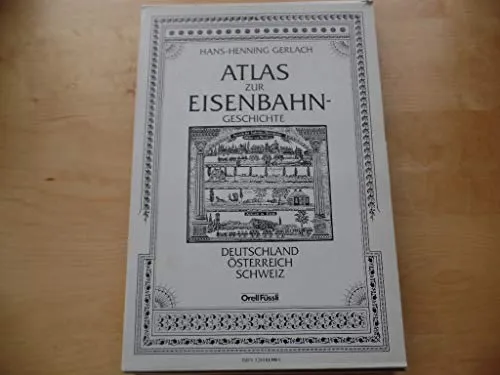 HANS-HENNING GERLACH
ATLAS
ZUR
EISENBAHN-
GESCHICHTE
DEUTSCHLAND
ÖSTERREICH
SCHWEIZ
Orell Füssli